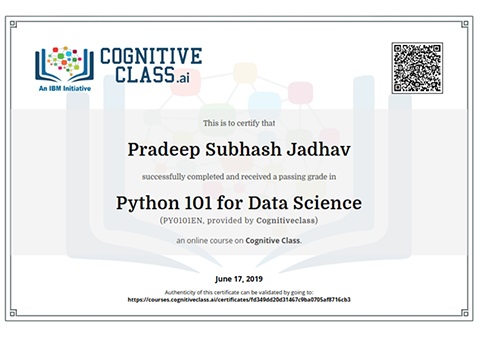 COGNITIVE
CLASS.ai
An IBM Initiative
This is to certify that
Pradeep Subhash Jadhav
successfully completed and received a passing grade in
Python 101 for Data Science
(PY0101EN, provided by Cognitiveclass)
an online course on Cognitive Class.
June 17, 2019
Authenticity of this certificate can be validated by going to:
https://courses.cognitiveclass.ai/certificates/fd349dd20d31467c9ba0705af8716cb3